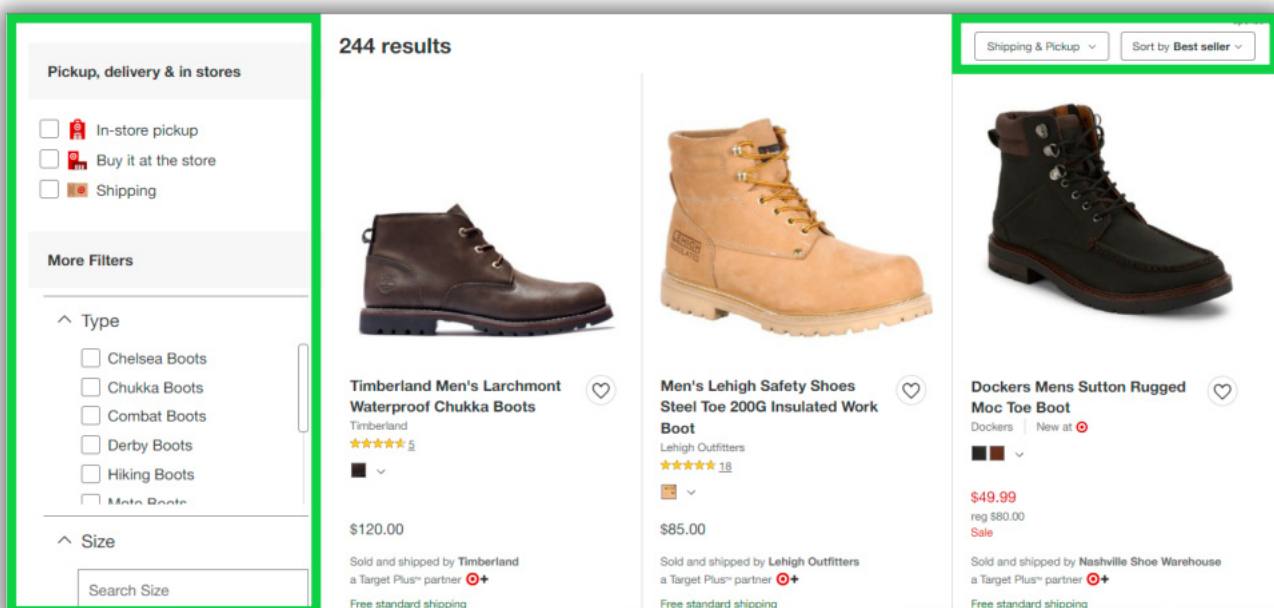 Pickup, delivery & in stores
In-store pickup
Buy it at the store
Shipping
More Filters
Type
Chelsea Boots
Chukka Boots
Combat Boots
Derby Boots
Hiking Boots
Moto Boots
Size
Search Size
244 results
Shipping & Pickup
Sort by Best seller
LEHIGH
INSULATED
Timberland Men's Larchmont
Waterproof Chukka Boots
Timberland
5
$120.00
Sold and shipped by Timberland
a Target Plus™ partner
Free standard shipping
Men's Lehigh Safety Shoes
Steel Toe 200G Insulated Work
Boot
Lehigh Outfitters
18
$85.00
Sold and shipped by Lehigh Outfitters
a Target Plus™ partner
Free standard shipping
Dockers Mens Sutton Rugged
Moc Toe Boot
Dockers New at
$49.99
reg $80.00
Sale
Sold and shipped by Nashville Shoe Warehouse
a Target Plus™ partner
Free standard shipping